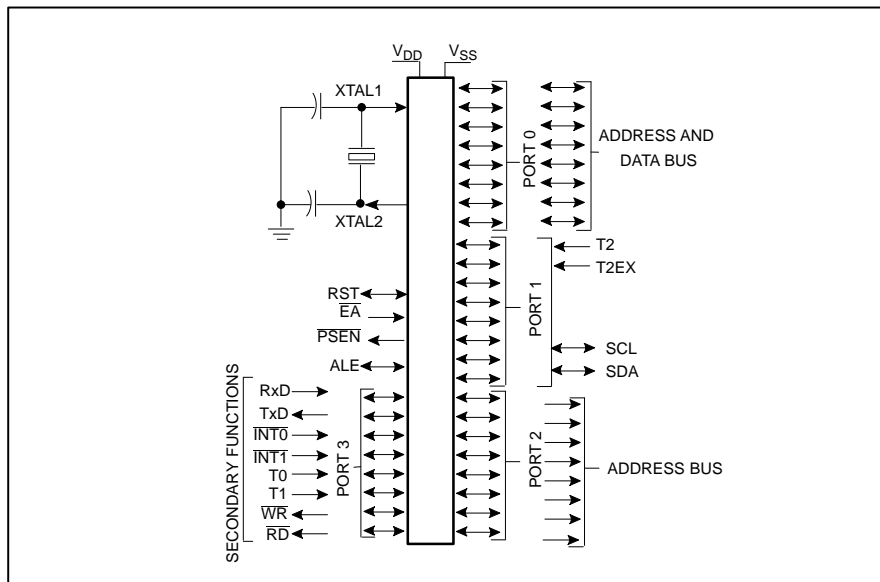 VDD VSS
XTAL1
XTAL2
RST
EA
PSEN
ALE
SECONDARY FUNCTIONS
RxD
TxD
INT0
INT1
T0
T1
WR
RD
PORT 3
PORT 0
ADDRESS AND
DATA BUS
PORT 1
T2
T2EX
SCL
SDA
PORT 2
ADDRESS BUS